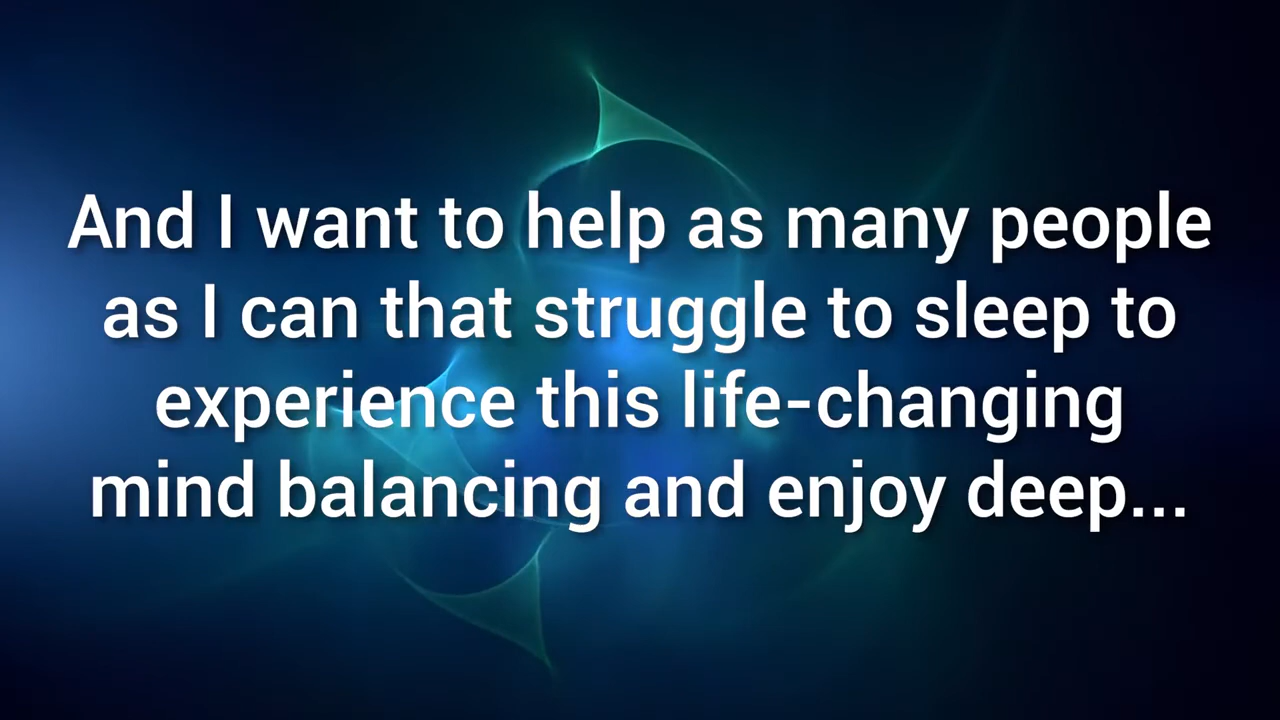 And I want to help as many people
as I can that struggle to sleep to
experience this life-changing
mind balancing and enjoy deep...